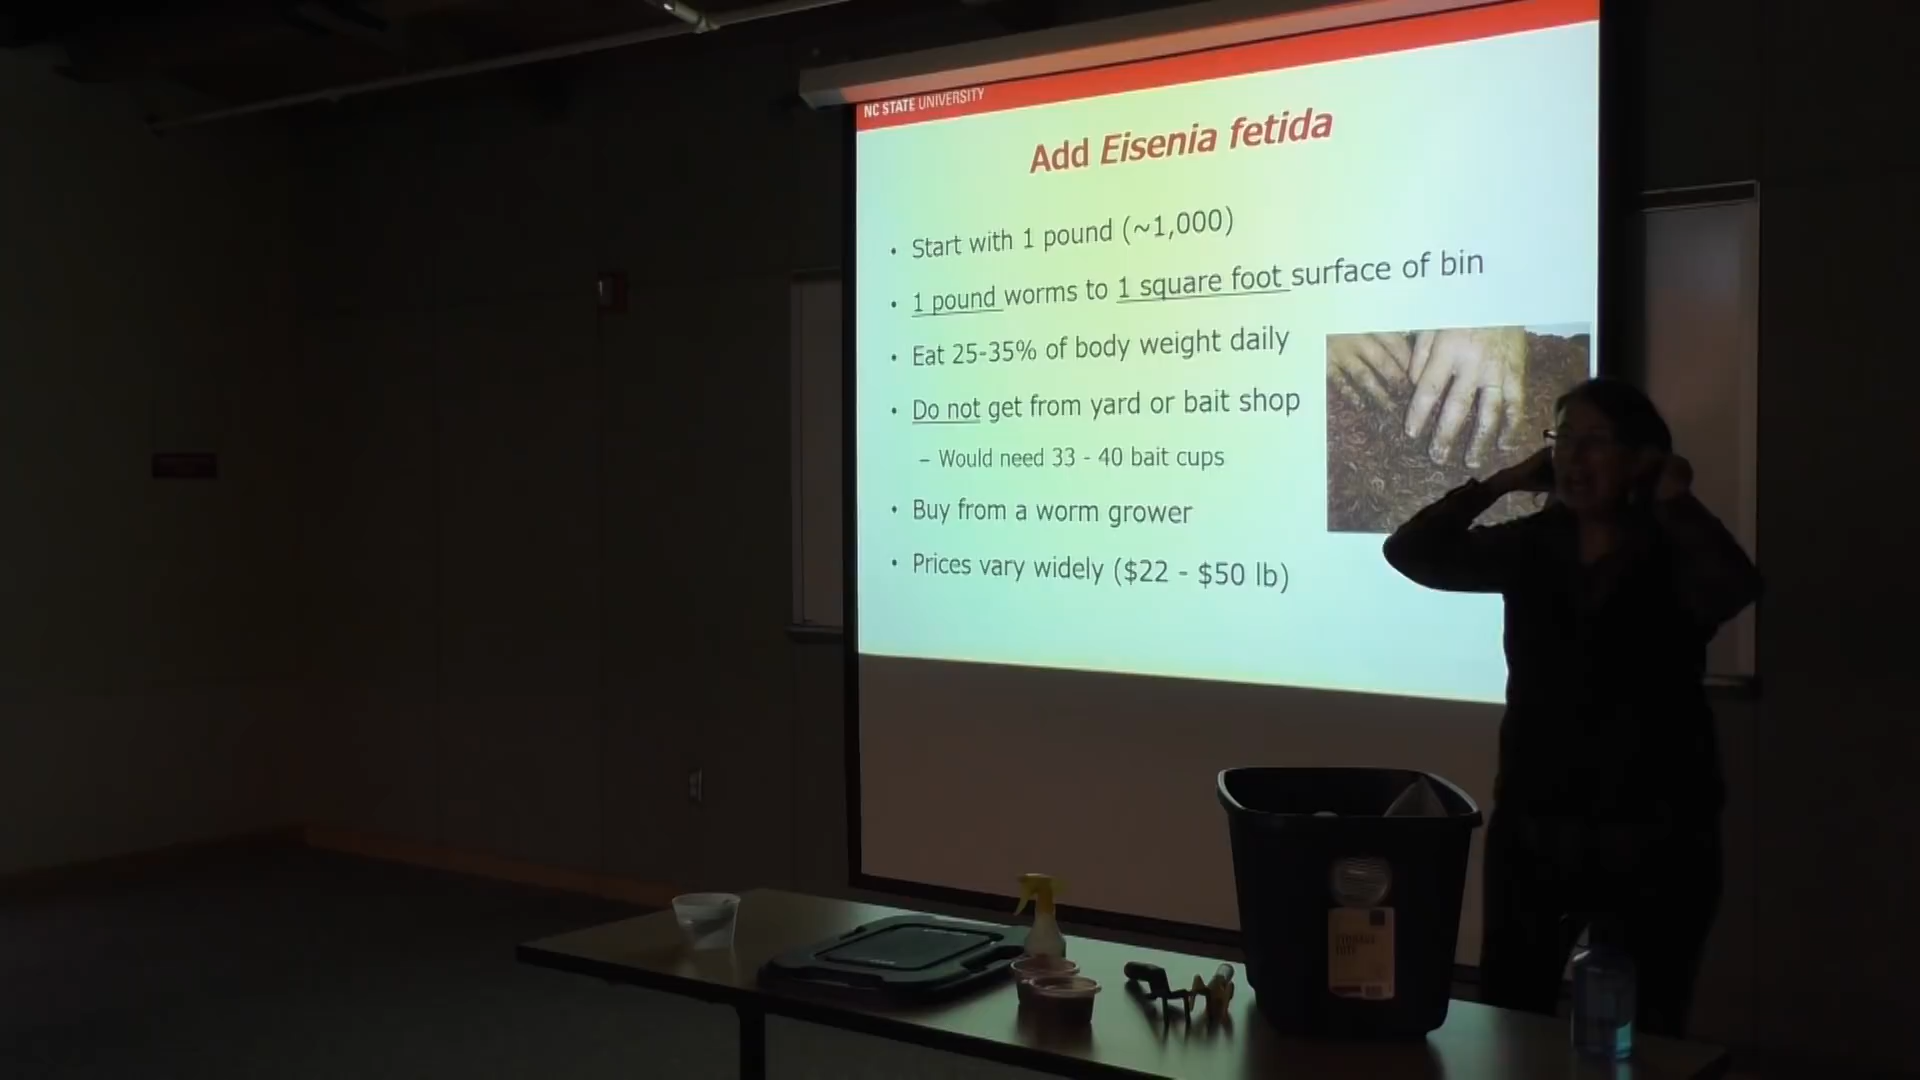 NC STATE UNIVERSITY
Add Eisenia fetida
• Start with 1 pound (~1,000)
• 1 pound worms to 1 square foot surface of bin
• Eat 25-35% of body weight daily
• Do not get from yard or bait shop
– Would need 33 - 40 bait cups
• Buy from a worm grower
• Prices vary widely ($22 - $50 lb)